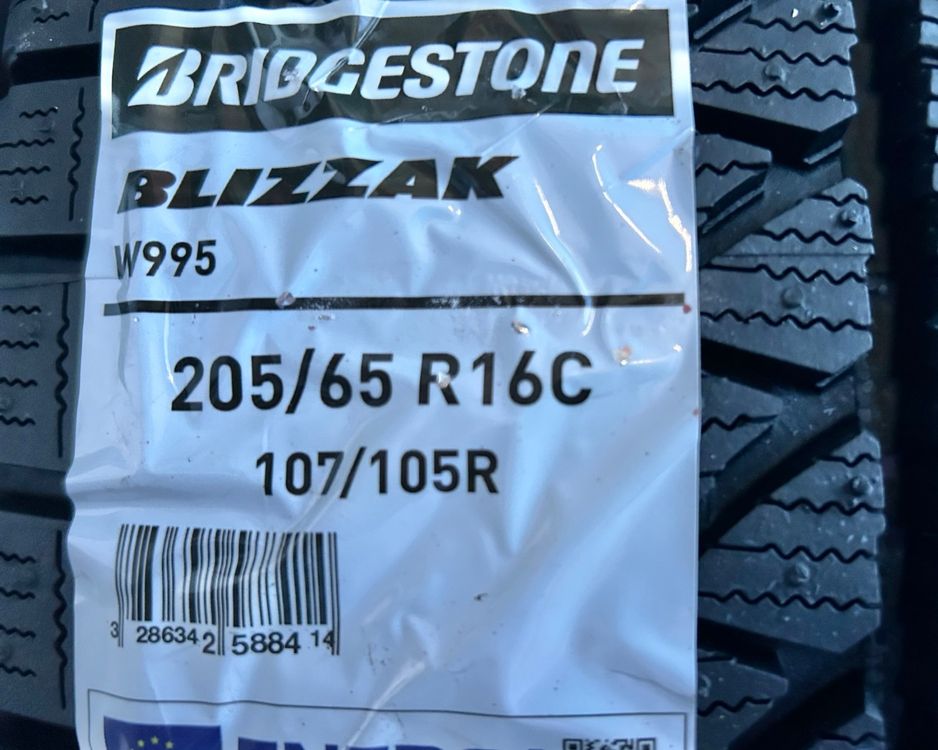 BRIDGESTONE
BLIZZAK
W995
205/65 R16C
107/105R
3 286342 588414